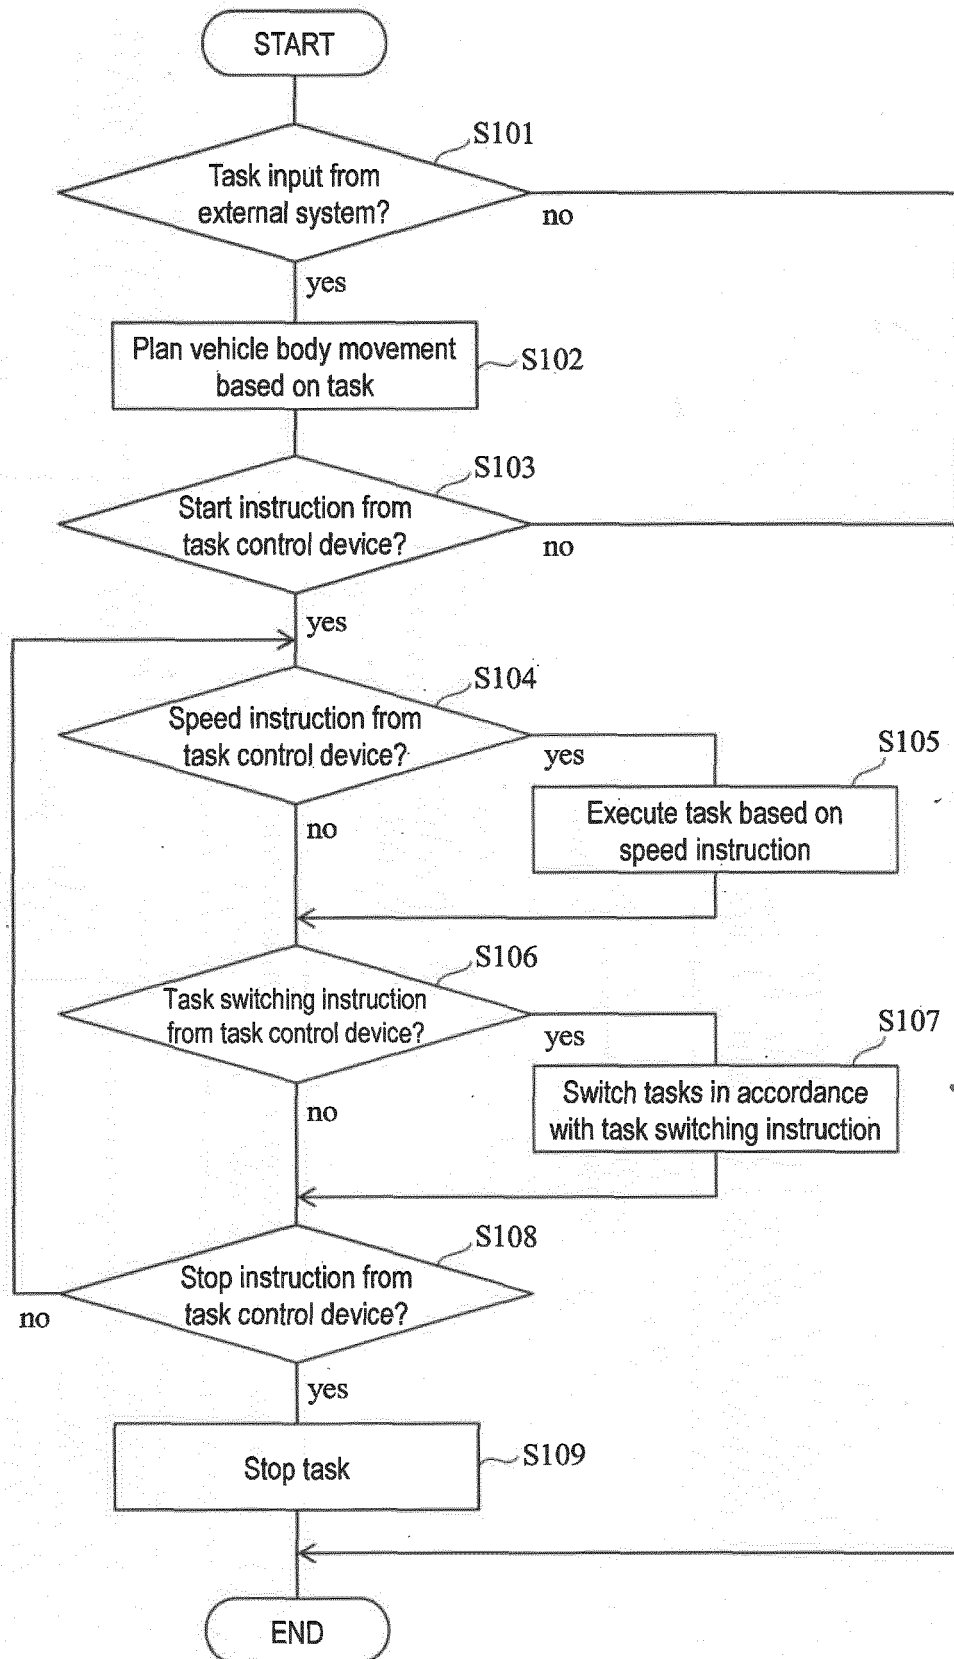 START
S101
Task input from
external system?
no
yes
Plan vehicle body movement
based on task
S102
S103
Start instruction from
task control device?
no
yes
S104
Speed instruction from
task control device?
yes
S105
Execute task based on
speed instruction
no
S106
Task switching instruction
from task control device?
yes
S107
Switch tasks in accordance
with task switching instruction
no
S108
Stop instruction from
task control device?
no
yes
Stop task
S109
END